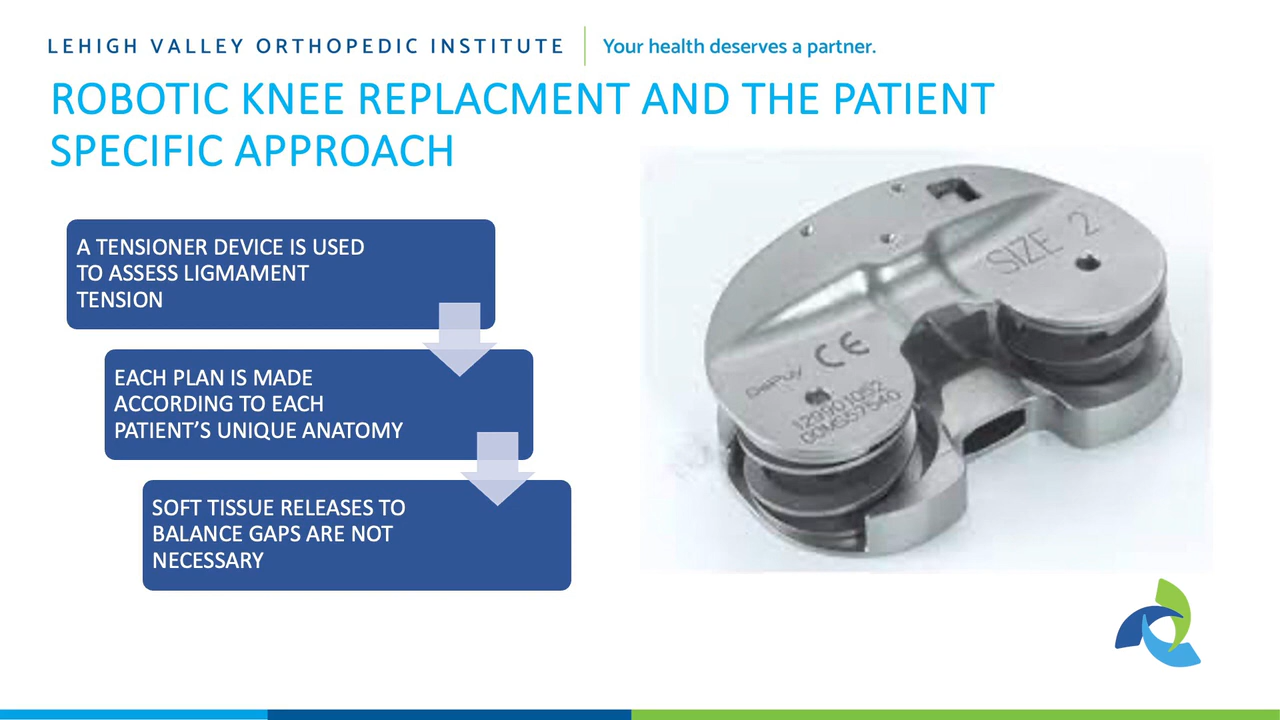 LEHIGH VALLEY ORTHOPEDIC INSTITUTE
Your health deserves a partner.
ROBOTIC KNEE REPLACMENT AND THE PATIENT
SPECIFIC APPROACH
A TENSIONER DEVICE IS USED
TO ASSESS LIGMAMENT
TENSION
EACH PLAN IS MADE
ACCORDING TO EACH
PATIENT’S UNIQUE ANATOMY
SOFT TISSUE RELEASES TO
BALANCE GAPS ARE NOT
NECESSARY
SIZE 2
DePuy CE